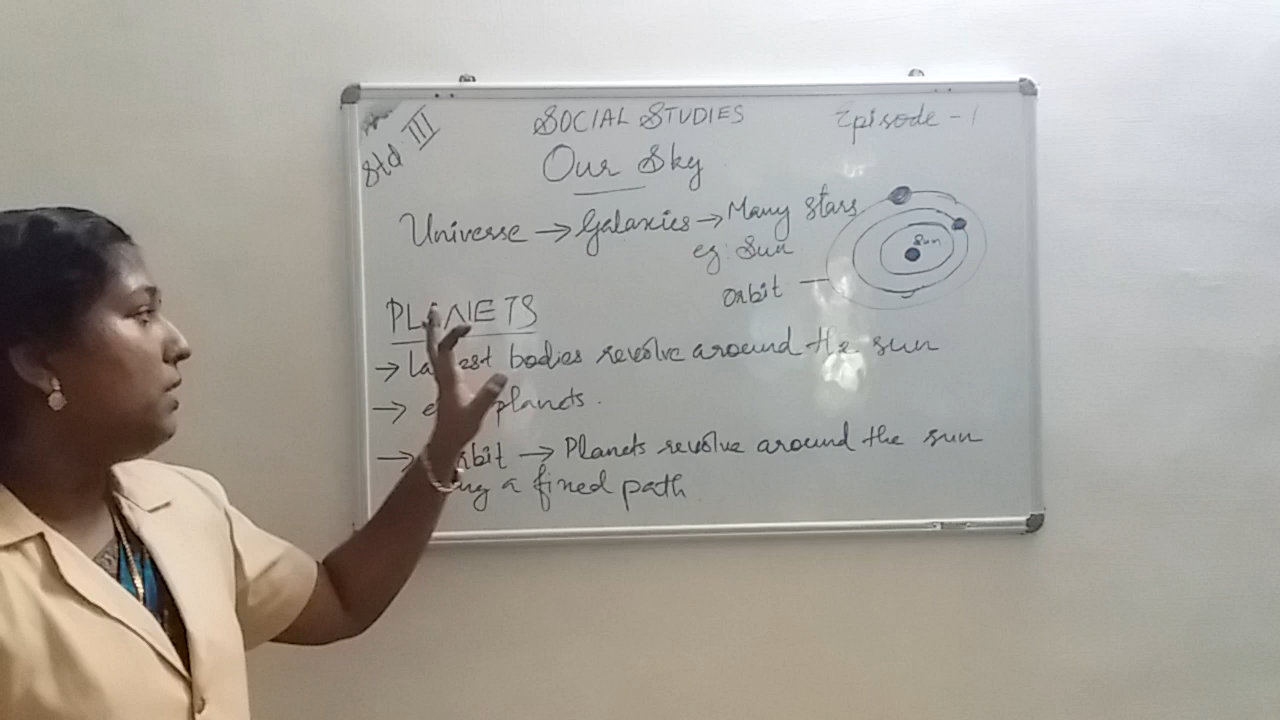 Std III
SOCIAL STUDIES
Episode - 1
Our Sky
Universe → Galaxies → Many stars
eg: Sun
Sun
Orbit
PLANETS
→ bodies revolve around the sun
→ planets.
→ → Planets revolve around the sun
a fixed path